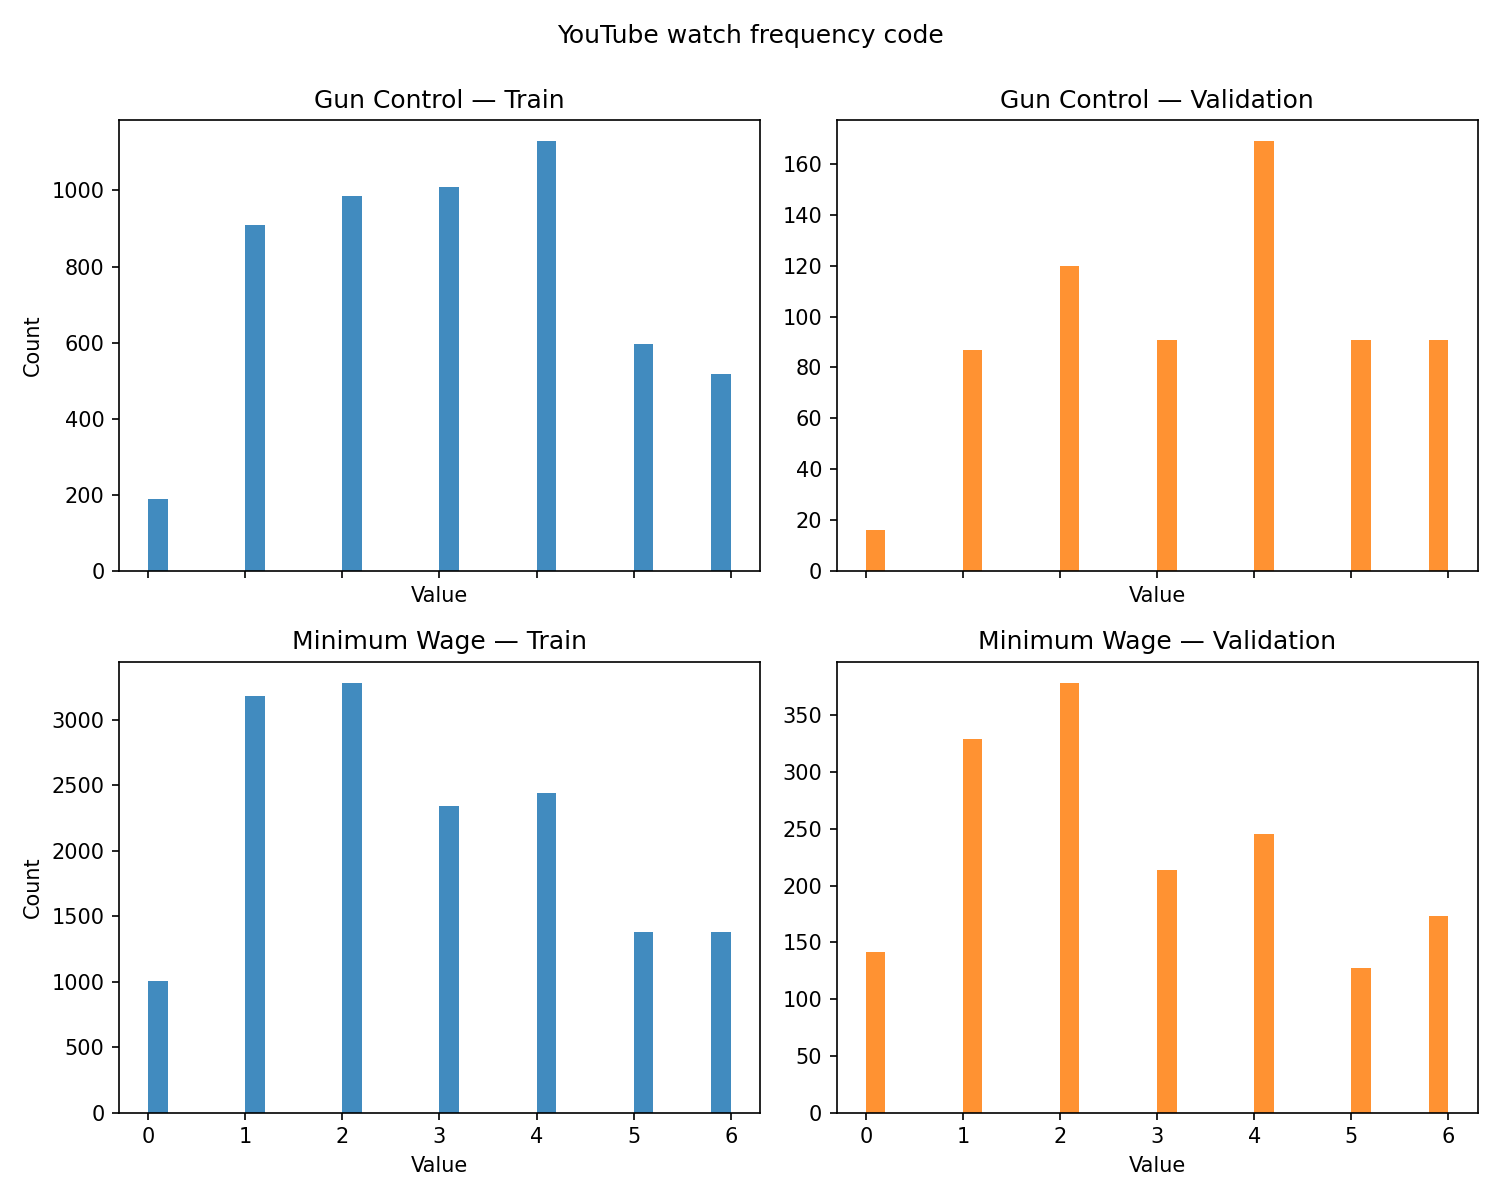 YouTube watch frequency code
Gun Control — Train
Gun Control — Validation
Count
1000
800
600
400
200
0
Value
160
140
120
100
80
60
40
20
0
Value
Minimum Wage — Train
Minimum Wage — Validation
Count
3000
2500
2000
1500
1000
500
0
0 1 2 3 4 5 6
Value
350
300
250
200
150
100
50
0
0 1 2 3 4 5 6
Value